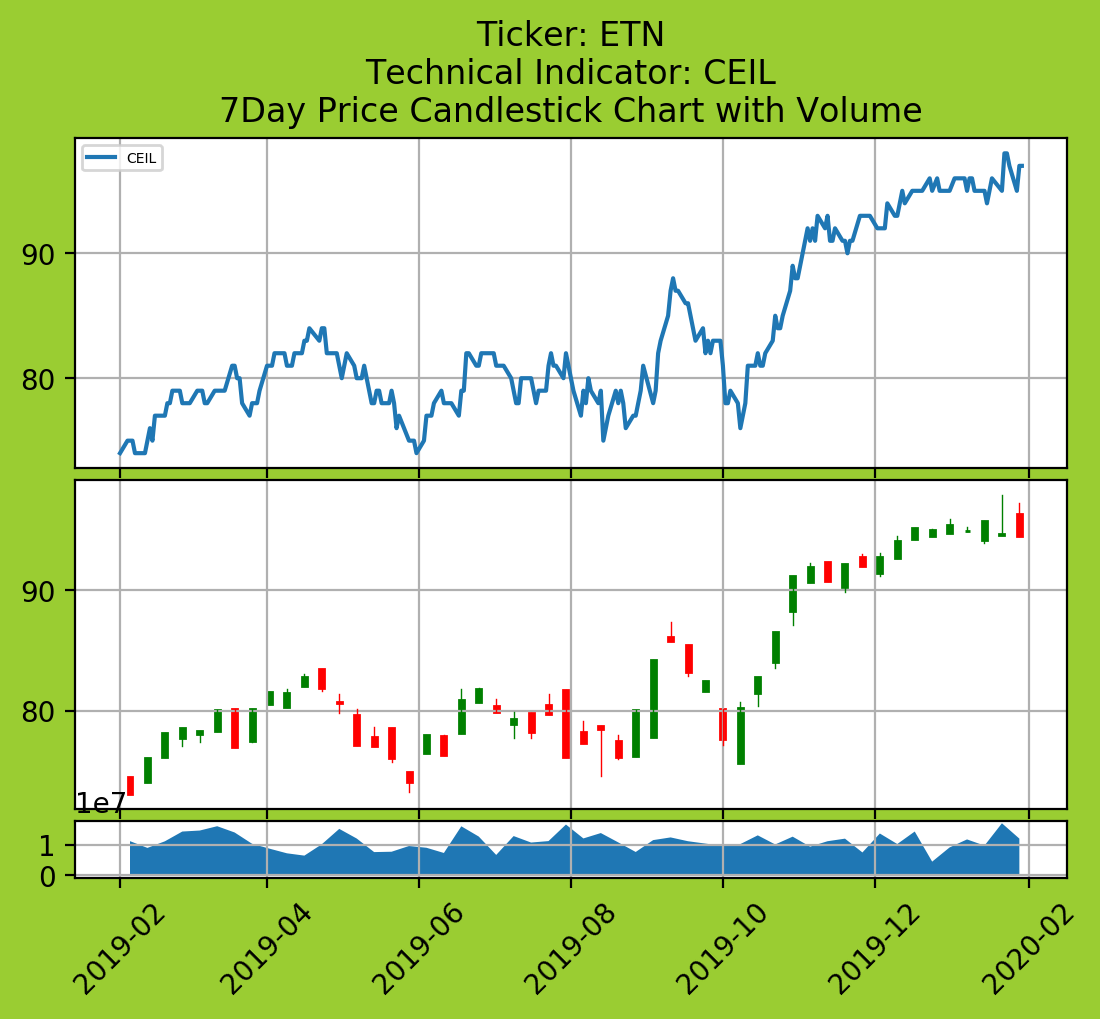 Ticker: ETN
Technical Indicator: CEIL
7Day Price Candlestick Chart with Volume
CEIL
90
80
90
80
1e7
1
0
2019-02
2019-04
2019-06
2019-08
2019-10
2019-12
2020-02